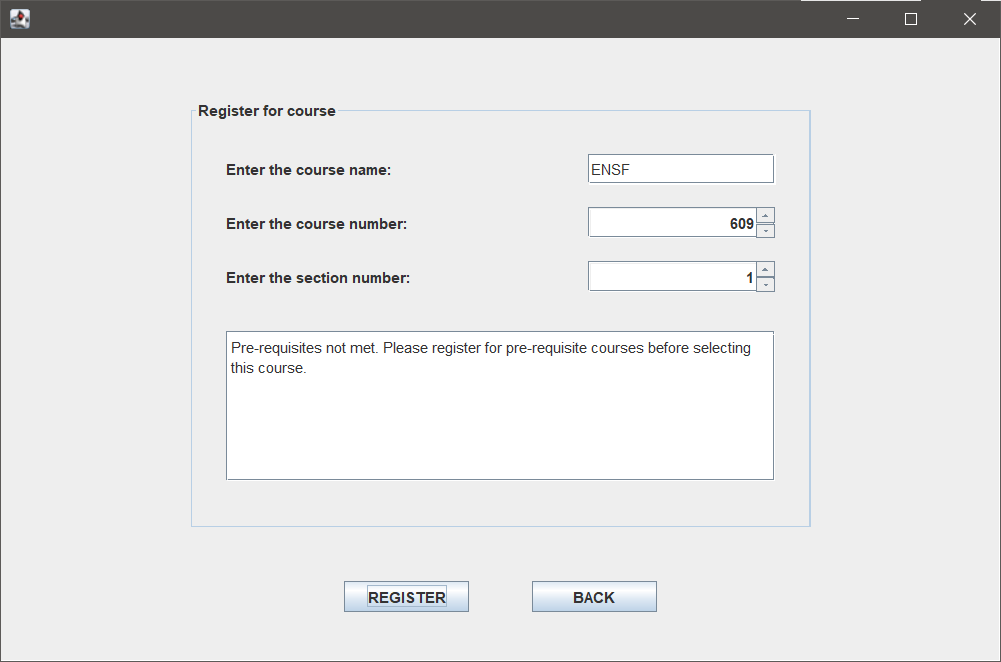 Register for course
Enter the course name:
ENSF
Enter the course number:
609
Enter the section number:
1
Pre-requisites not met. Please register for pre-requisite courses before selecting
this course.
REGISTER
BACK